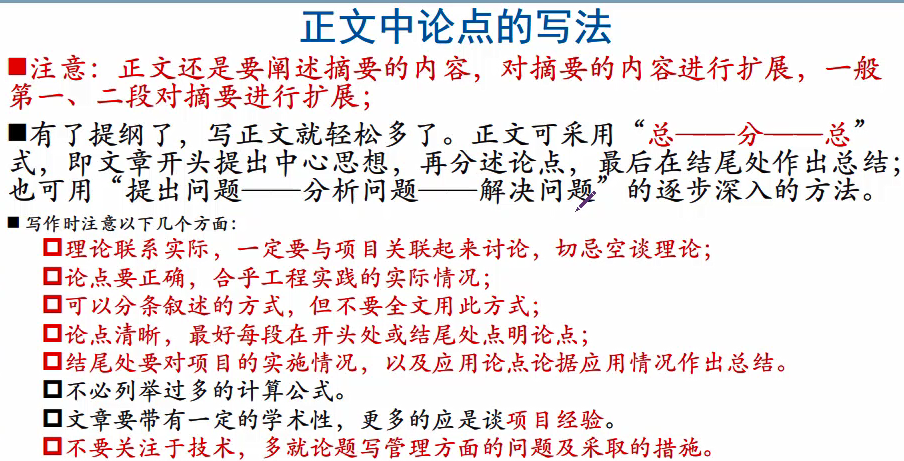 正文中论点的写法
■注意：正文还是要阐述摘要的内容，对摘要的内容进行扩展，一般
第一、二段对摘要进行扩展；
■有了提纲了，写正文就轻松多了。正文可采用“总——分——总”
式，即文章开头提出中心思想，再分述论点，最后在结尾处作出总结；
也可用“提出问题——分析问题——解决问题”的逐步深入的方法。
■ 写作时注意以下几个方面：
❑理论联系实际，一定要与项目关联起来讨论，切忌空谈理论；
❑论点要正确，合乎工程实践的实际情况；
❑可以分条叙述的方式，但不要全文用此方式；
❑论点清晰，最好每段在开头处或结尾处点明论点；
❑结尾处要对项目的实施情况，以及应用论点论据应用情况作出总结。
❑不必列举过多的计算公式。
❑文章要带有一定的学术性，更多的应是谈项目经验。
❑不要关注于技术，多就论题写管理方面的问题及采取的措施。